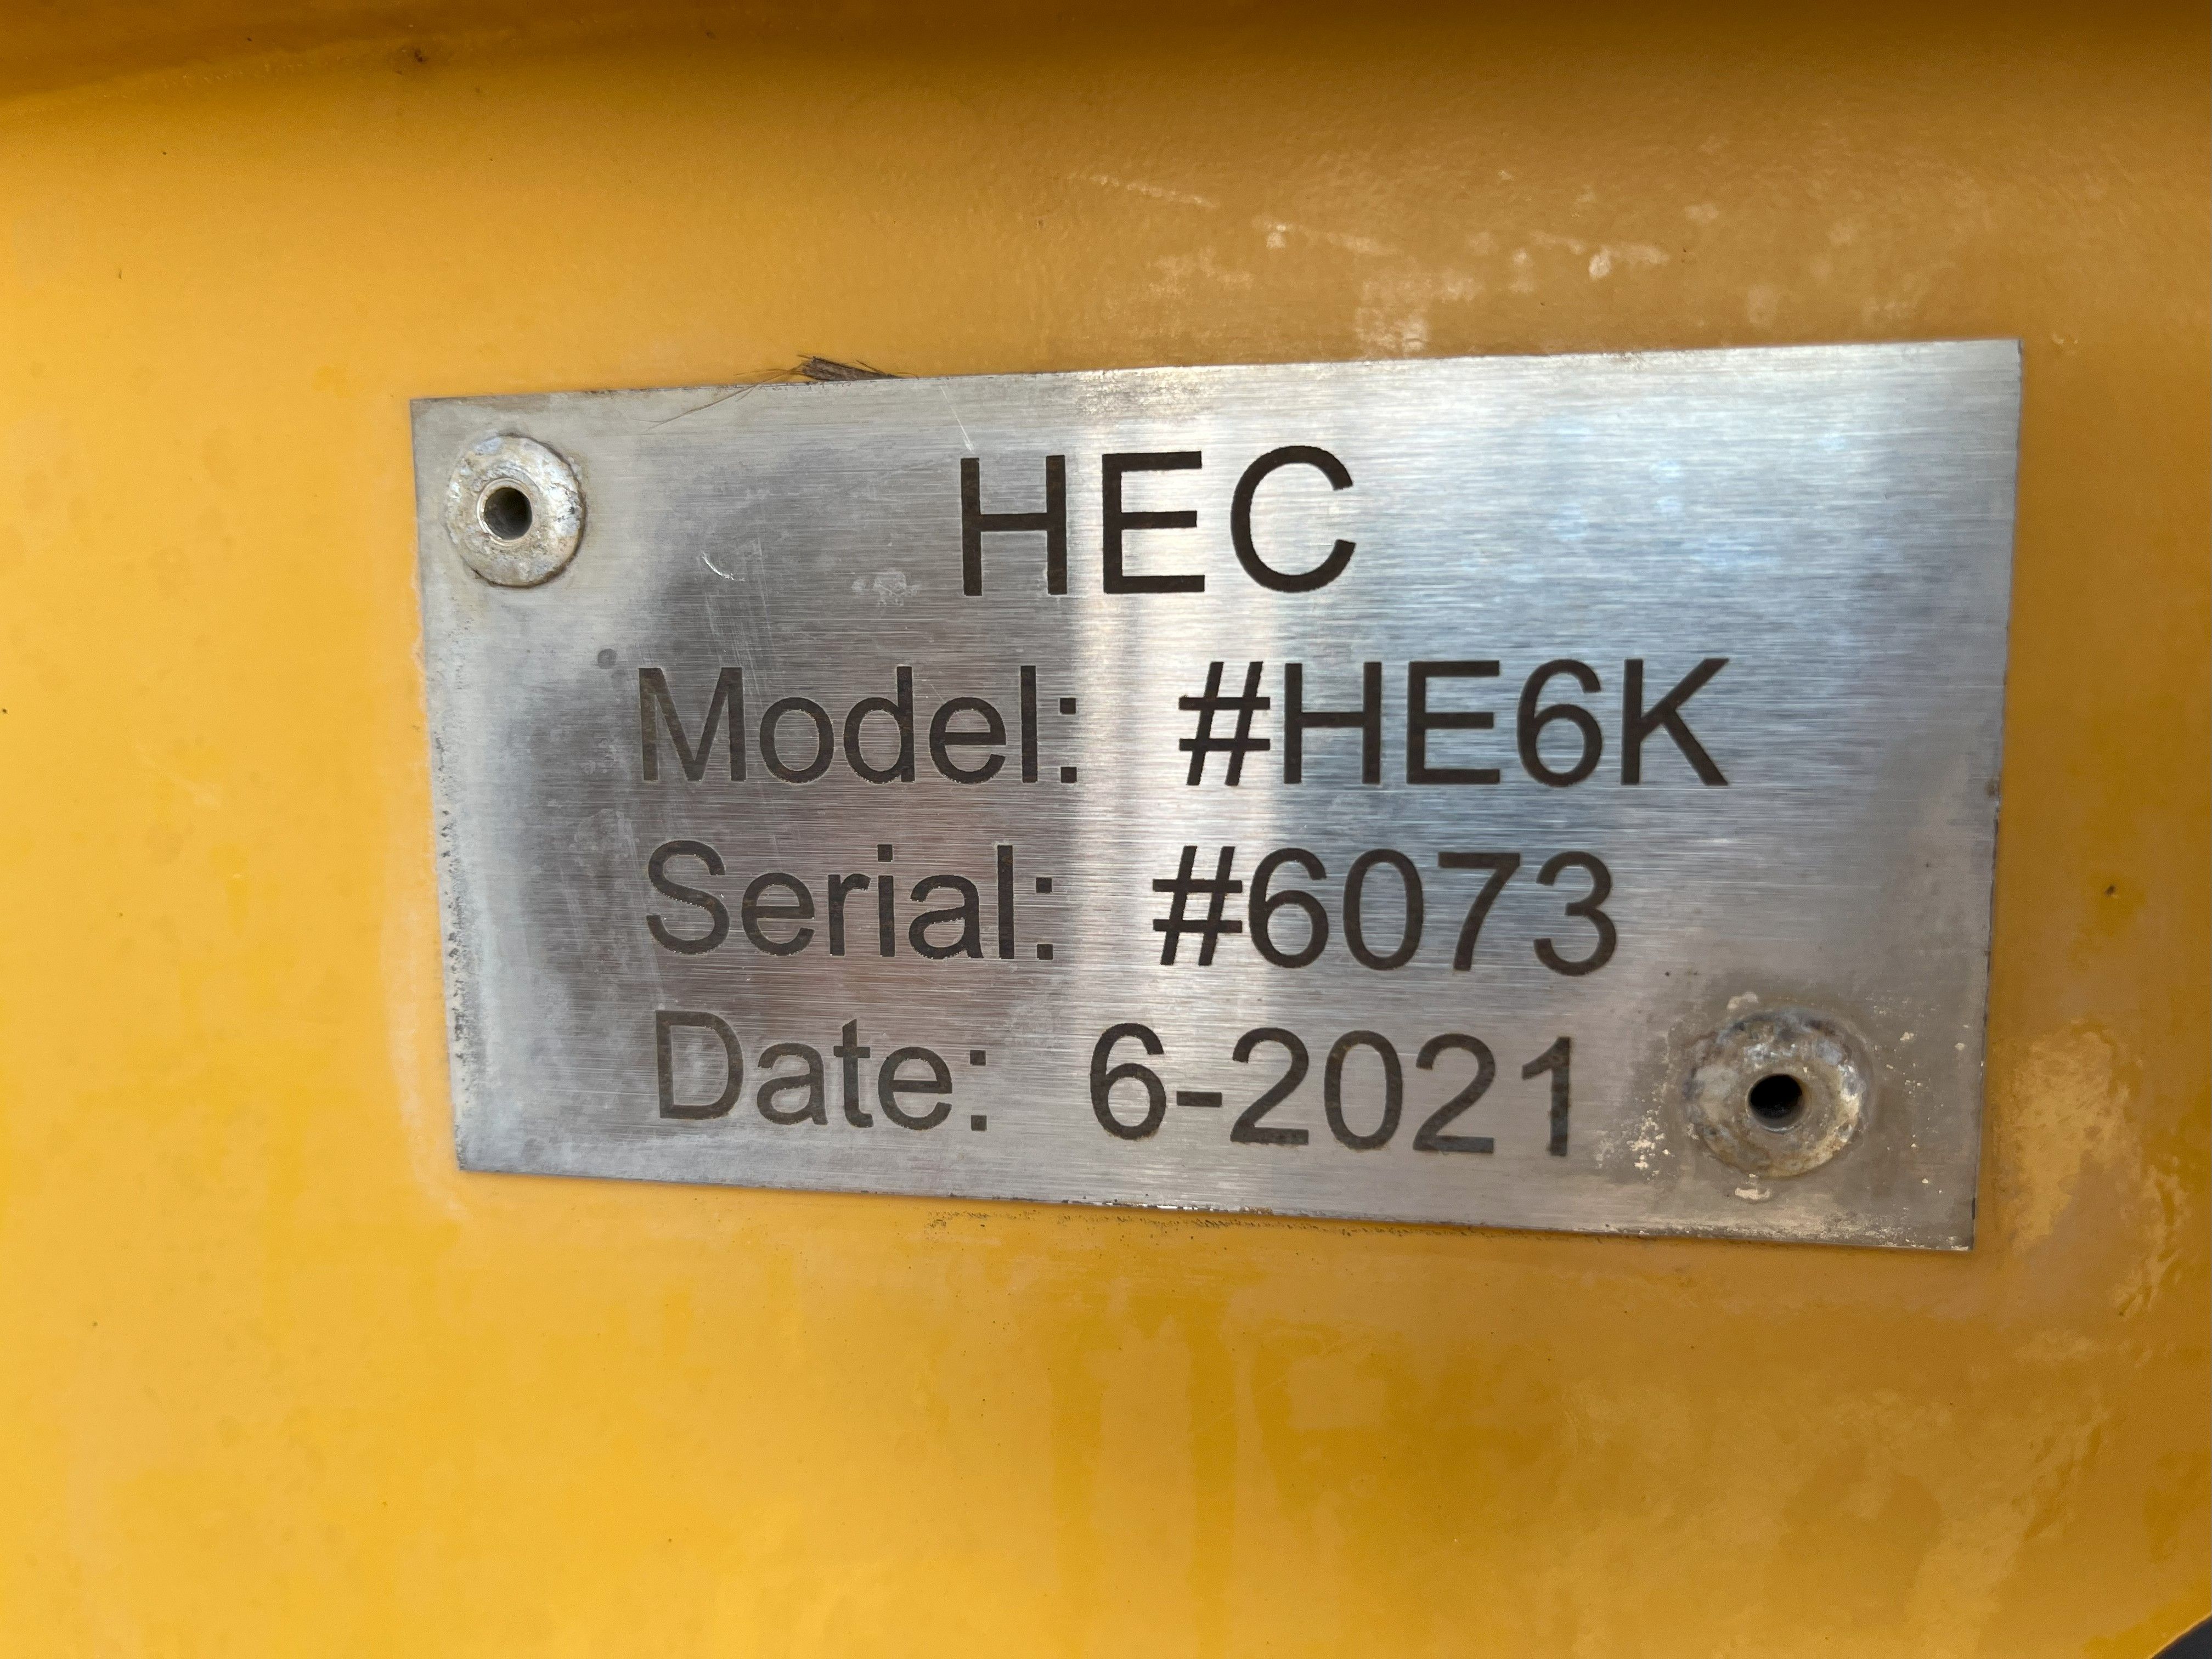 HEC
Model: #HE6K
Serial: #6073
Date: 6-2021